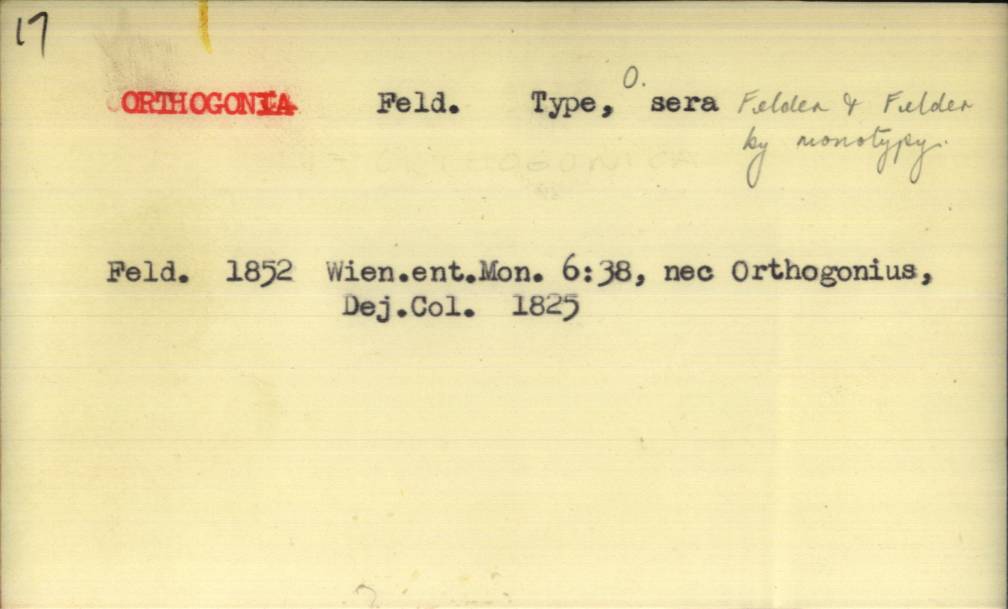 17
ORTHOGONIA Feld. Type, O. sera Felder & Felder
by monotypy.
ORTHOGONICA
Feld. 1852 Wien.ent.Mon. 6:38, nec Orthogonius,
Dej.Col. 1825